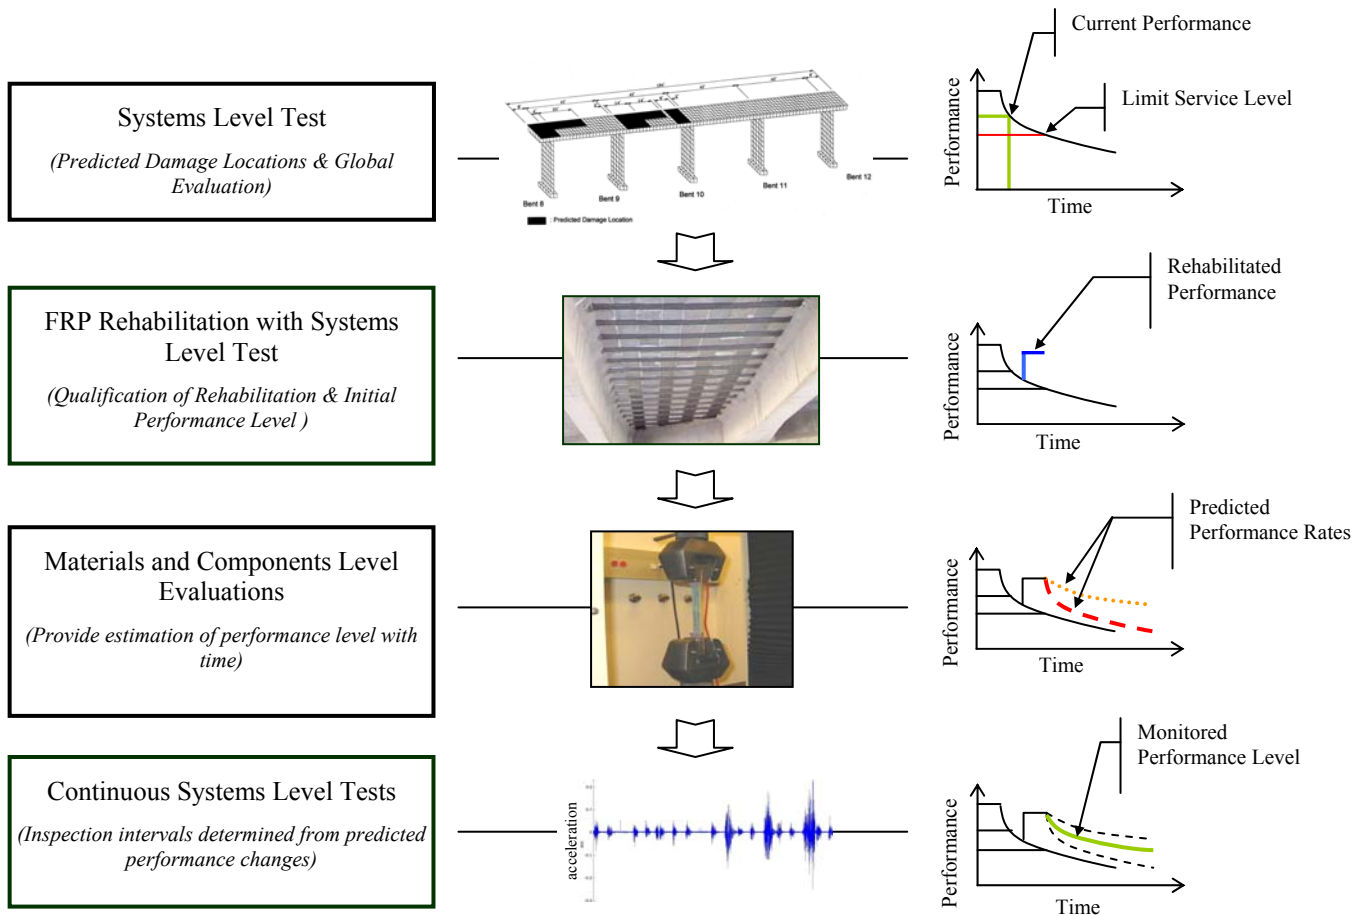 Systems Level Test
(Predicted Damage Locations & Global
Evaluation)
Bent 8
Bent 9
Bent 10
Bent 11
Bent 12
: Predicted Damage Location
Current Performance
Limit Service Level
Performance
Time
FRP Rehabilitation with Systems
Level Test
(Qualification of Rehabilitation & Initial
Performance Level )
Rehabilitated
Performance
Performance
Time
Materials and Components Level
Evaluations
(Provide estimation of performance level with
time)
Predicted
Performance Rates
Performance
Time
Continuous Systems Level Tests
(Inspection intervals determined from predicted
performance changes)
acceleration
Monitored
Performance Level
Performance
Time